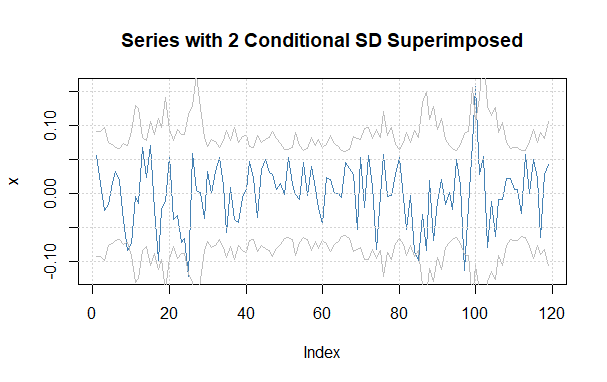 Series with 2 Conditional SD Superimposed
x
0.10
0.00
-0.10
0 20 40 60 80 100 120
Index